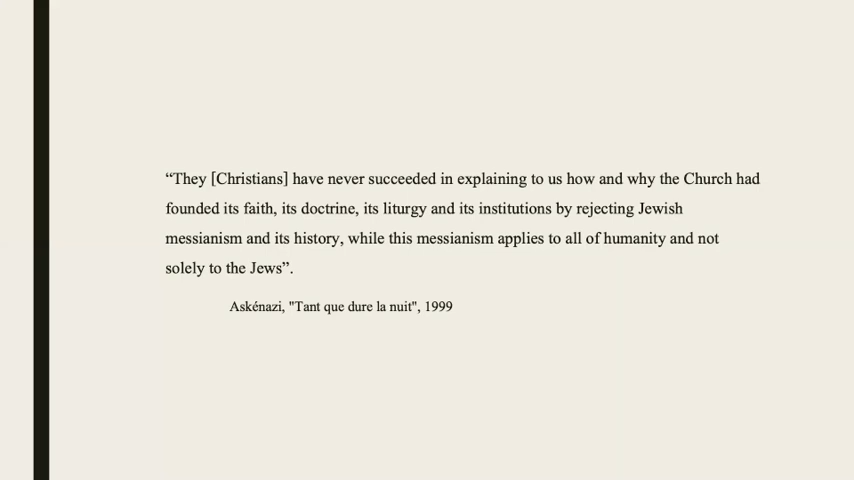 “They [Christians] have never succeeded in explaining to us how and why the Church had
founded its faith, its doctrine, its liturgy and its institutions by rejecting Jewish
messianism and its history, while this messianism applies to all of humanity and not
solely to the Jews”.
Askénazi, "Tant que dure la nuit", 1999